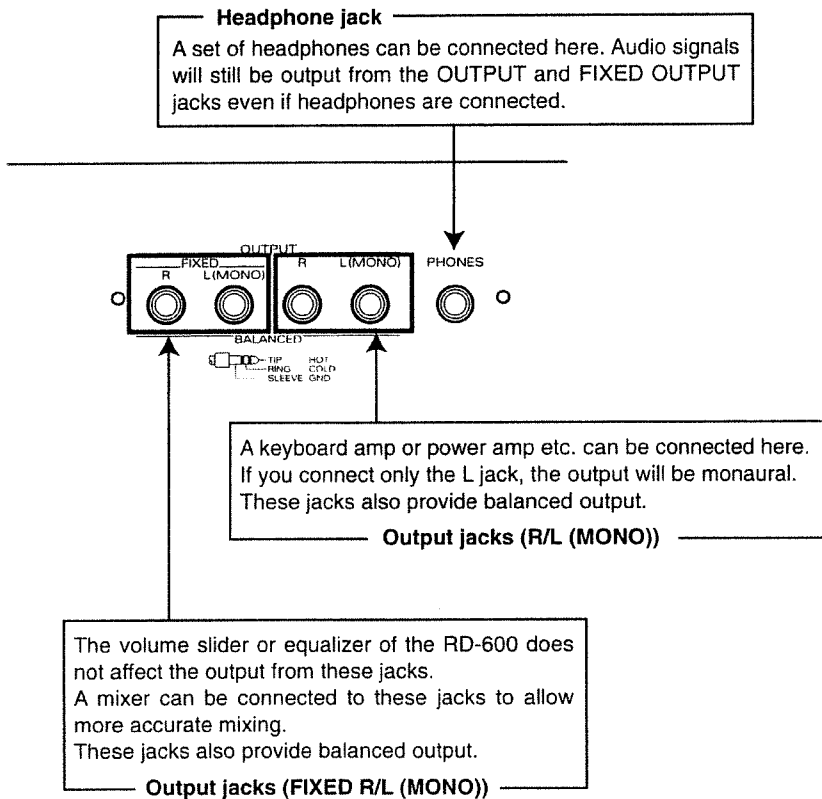 Headphone jack
A set of headphones can be connected here. Audio signals
will still be output from the OUTPUT and FIXED OUTPUT
jacks even if headphones are connected.
OUTPUT
FIXED
R L(MONO) R L(MONO) PHONES
BALANCED
TIP HOT
RING COLD
SLEEVE GND
A keyboard amp or power amp etc. can be connected here.
If you connect only the L jack, the output will be monaural.
These jacks also provide balanced output.
Output jacks (R/L (MONO))
The volume slider or equalizer of the RD-600 does
not affect the output from these jacks.
A mixer can be connected to these jacks to allow
more accurate mixing.
These jacks also provide balanced output.
Output jacks (FIXED R/L (MONO))